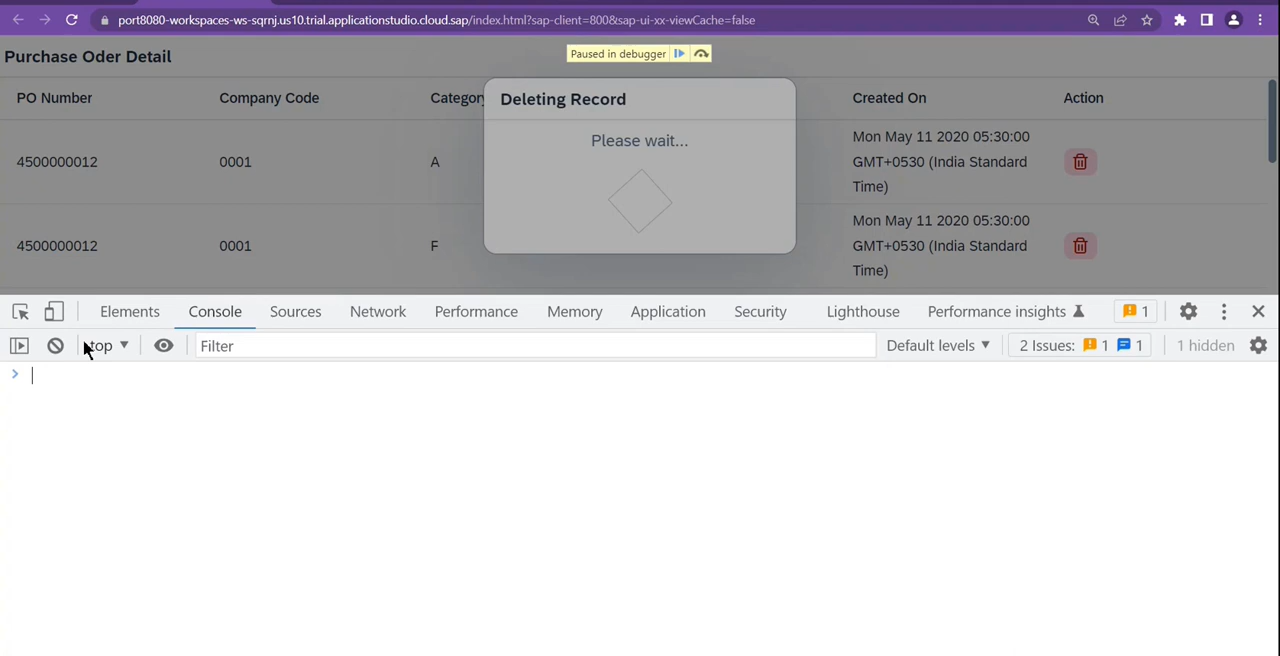 port8080-workspaces-ws-sqrnj.us10.trial.applicationstudio.cloud.sap/index.html?sap-client=800&sap-ui-xx-viewCache=false
Purchase Oder Detail
Paused in debugger
PO Number Company Code Category Created On Action
Deleting Record
Please wait...
4500000012 0001 A
Mon May 11 2020 05:30:00
GMT+0530 (India Standard
Time)
4500000012 0001 F
Mon May 11 2020 05:30:00
GMT+0530 (India Standard
Time)
Elements Console Sources Network Performance Memory Application Security Lighthouse Performance insights 1
top Filter Default levels 2 Issues: 1 1 1 hidden